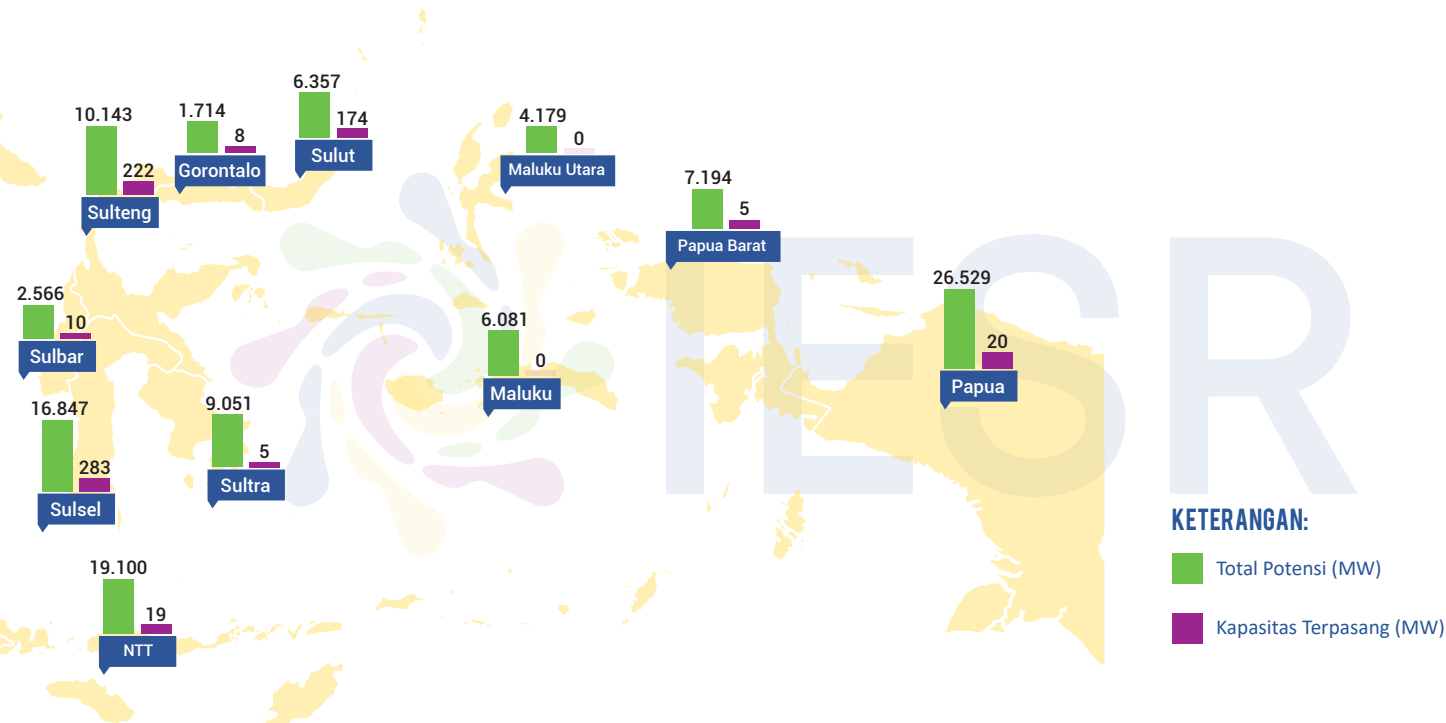 6.357
174
Sulut
10.143
222
Sulteng
1.714
8
Gorontalo
4.179
0
Maluku Utara
7.194
5
Papua Barat
26.529
20
Papua
2.566
10
Sulbar
6.081
0
Maluku
16.847
283
Sulsel
9.051
5
Sultra
19.100
19
NTT
IESR
KETERANGAN:
Total Potensi (MW)
Kapasitas Terpasang (MW)